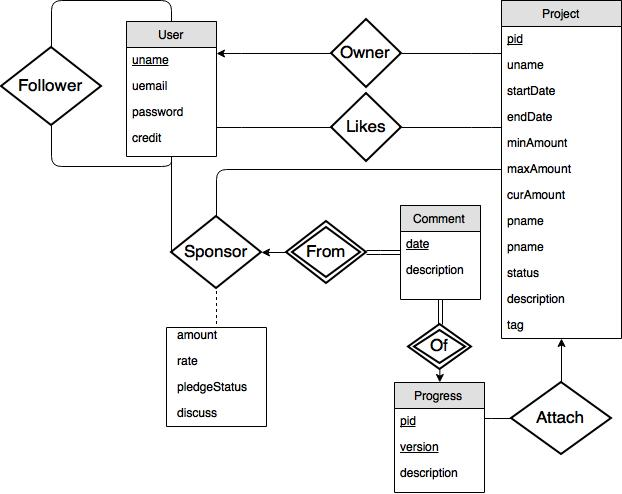 User
uname
uemail
password
credit
Follower
Owner
Likes
Project
pid
uname
startDate
endDate
minAmount
maxAmount
curAmount
pname
pname
status
description
tag
Sponsor
From
Comment
date
description
amount
rate
pledgeStatus
discuss
Of
Progress
pid
version
description
Attach